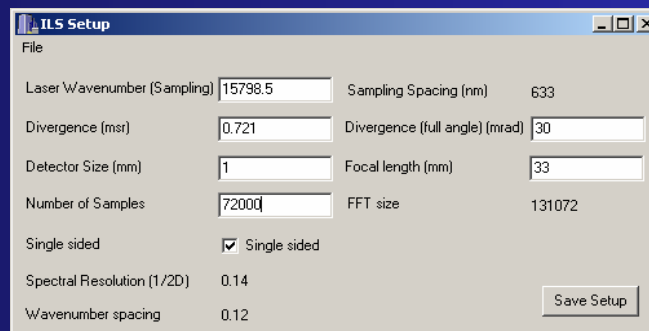 ILS Setup
File
Laser Wavenumber (Sampling) 15798.5 Sampling Spacing (nm) 633
Divergence (msr) 0.721 Divergence (full angle) (mrad) 30
Detector Size (mm) 1 Focal length (mm) 33
Number of Samples 72000 FFT size 131072
Single sided Single sided
Spectral Resolution (1/2D) 0.14
Wavenumber spacing 0.12
Save Setup